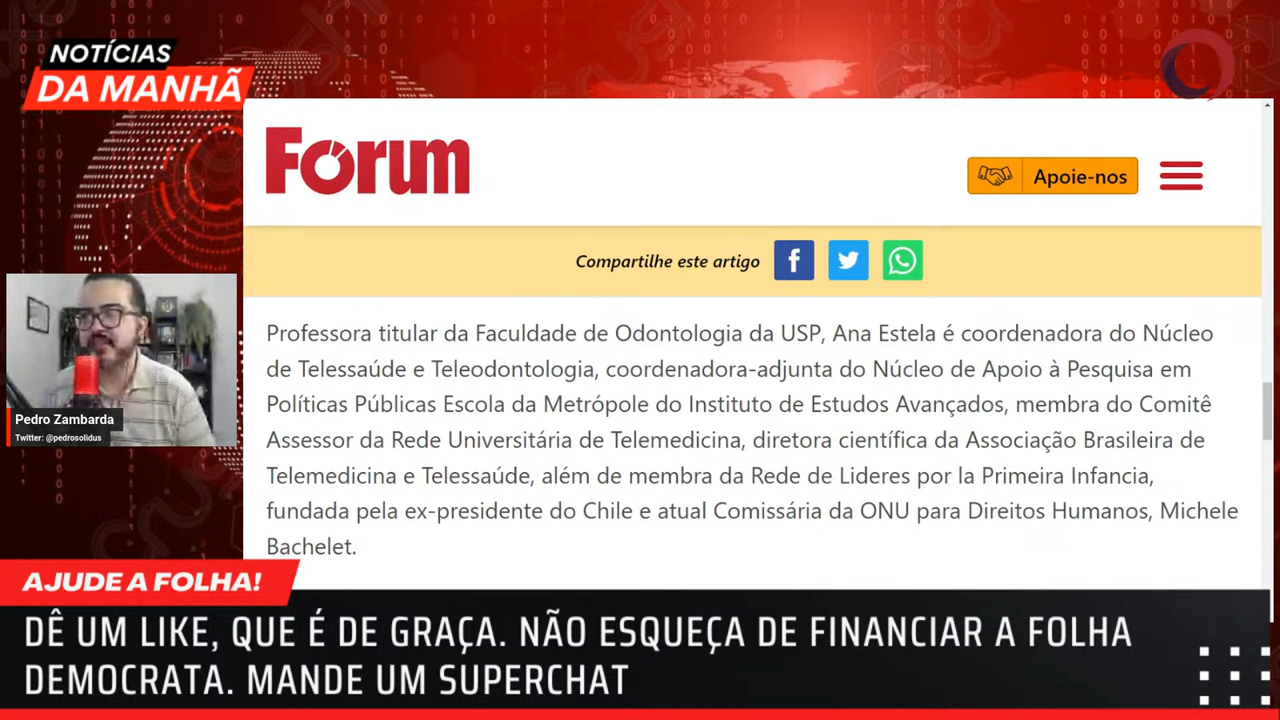 NOTÍCIAS
DA MANHÃ
Fórum
Apoie-nos
Compartilhe este artigo
Professora titular da Faculdade de Odontologia da USP, Ana Estela é coordenadora do Núcleo
de Telessaúde e Teleodontologia, coordenadora-adjunta do Núcleo de Apoio à Pesquisa em
Políticas Públicas Escola da Metrópole do Instituto de Estudos Avançados, membra do Comitê
Assessor da Rede Universitária de Telemedicina, diretora científica da Associação Brasileira de
Telemedicina e Telessaúde, além de membra da Rede de Lideres por la Primeira Infancia,
fundada pela ex-presidente do Chile e atual Comissária da ONU para Direitos Humanos, Michele
Bachelet.
Pedro Zambarda
Twitter: @pedrosolidus
AJUDE A FOLHA!
DÊ UM LIKE, QUE É DE GRAÇA. NÃO ESQUEÇA DE FINANCIAR A FOLHA
DEMOCRATA. MANDE UM SUPERCHAT